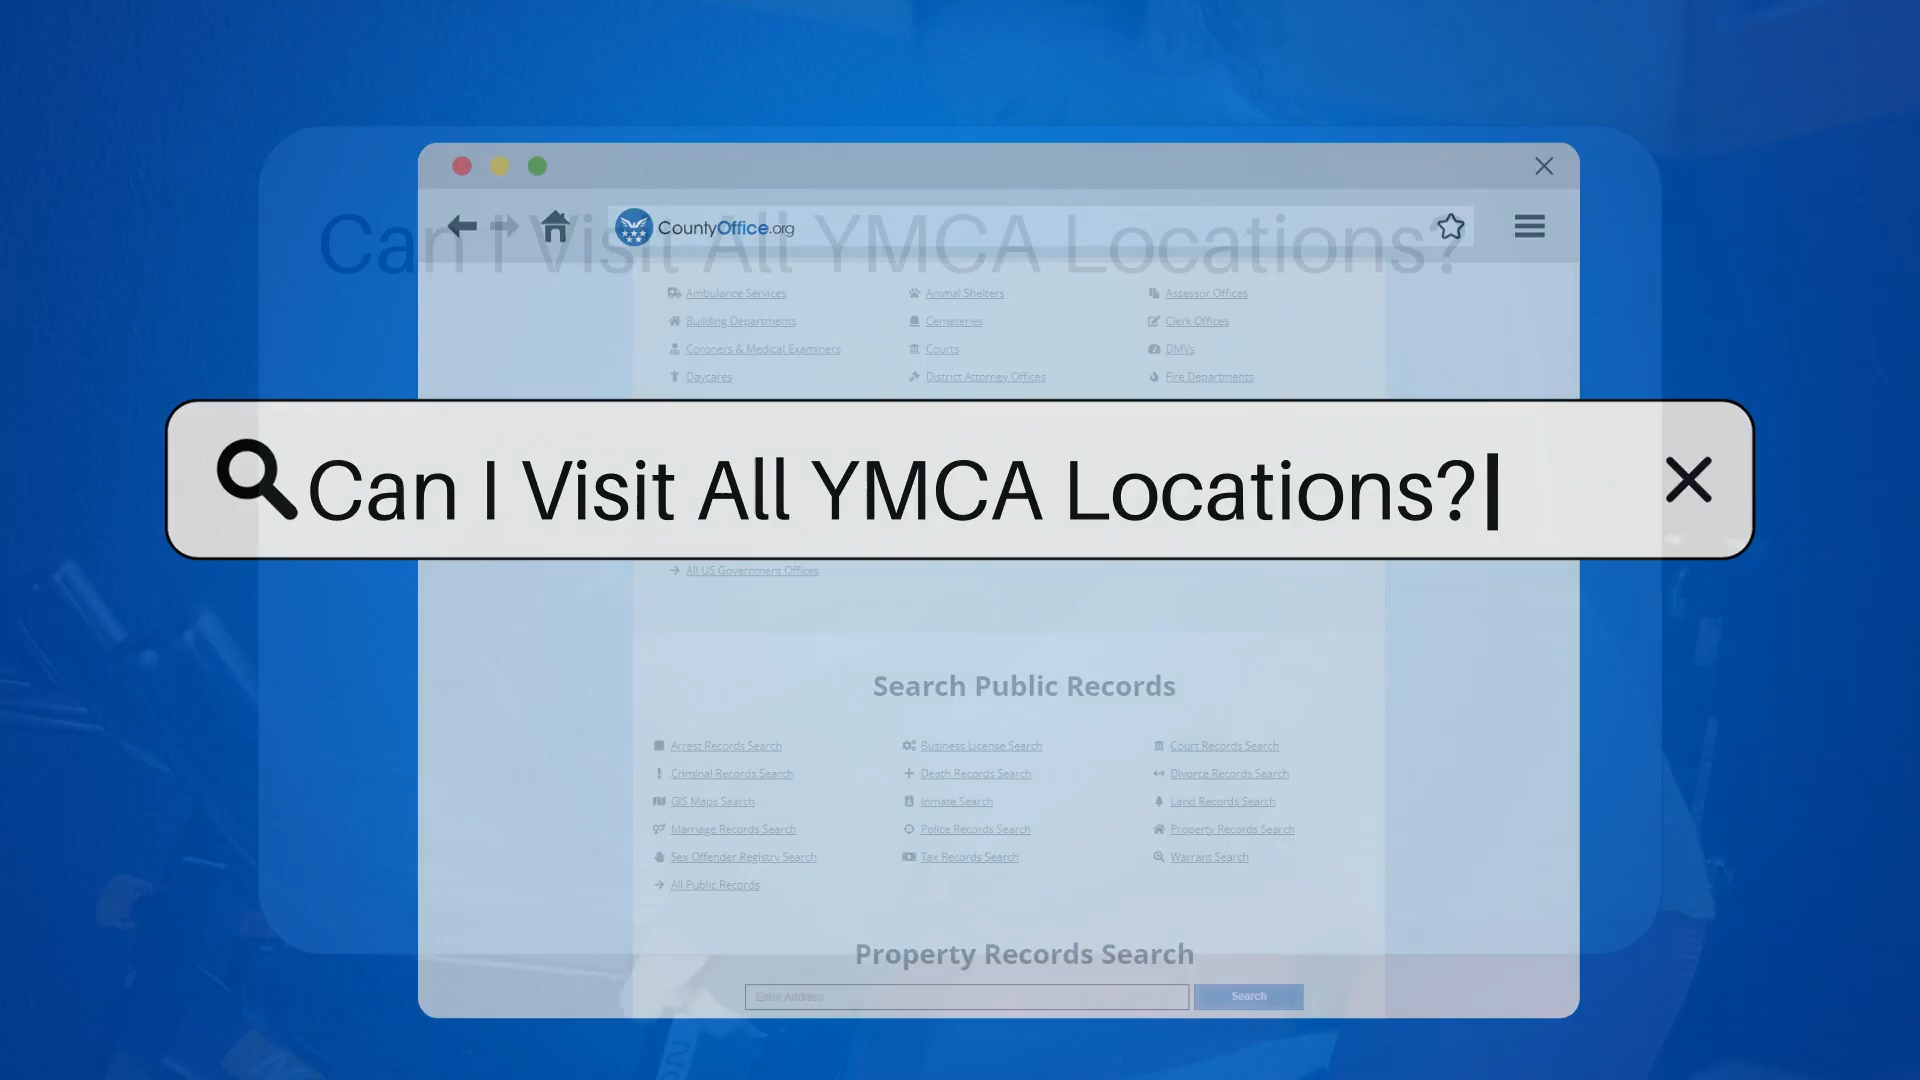 CountyOffice.org
Can I Visit All YMCA Locations?
Ambulance Services
Animal Shelters
Assessor Offices
Building Departments
Cemeteries
Clerk Offices
Coroners & Medical Examiners
Courts
DMVs
Daycares
District Attorney Offices
Fire Departments
Can I Visit All YMCA Locations?
All US Government Offices
Search Public Records
Arrest Records Search
Business License Search
Court Records Search
Criminal Records Search
Death Records Search
Divorce Records Search
GIS Maps Search
Inmate Search
Land Records Search
Marriage Records Search
Police Records Search
Property Records Search
Sex Offender Registry Search
Tax Records Search
Warrant Search
All Public Records
Property Records Search
Enter Address
Search